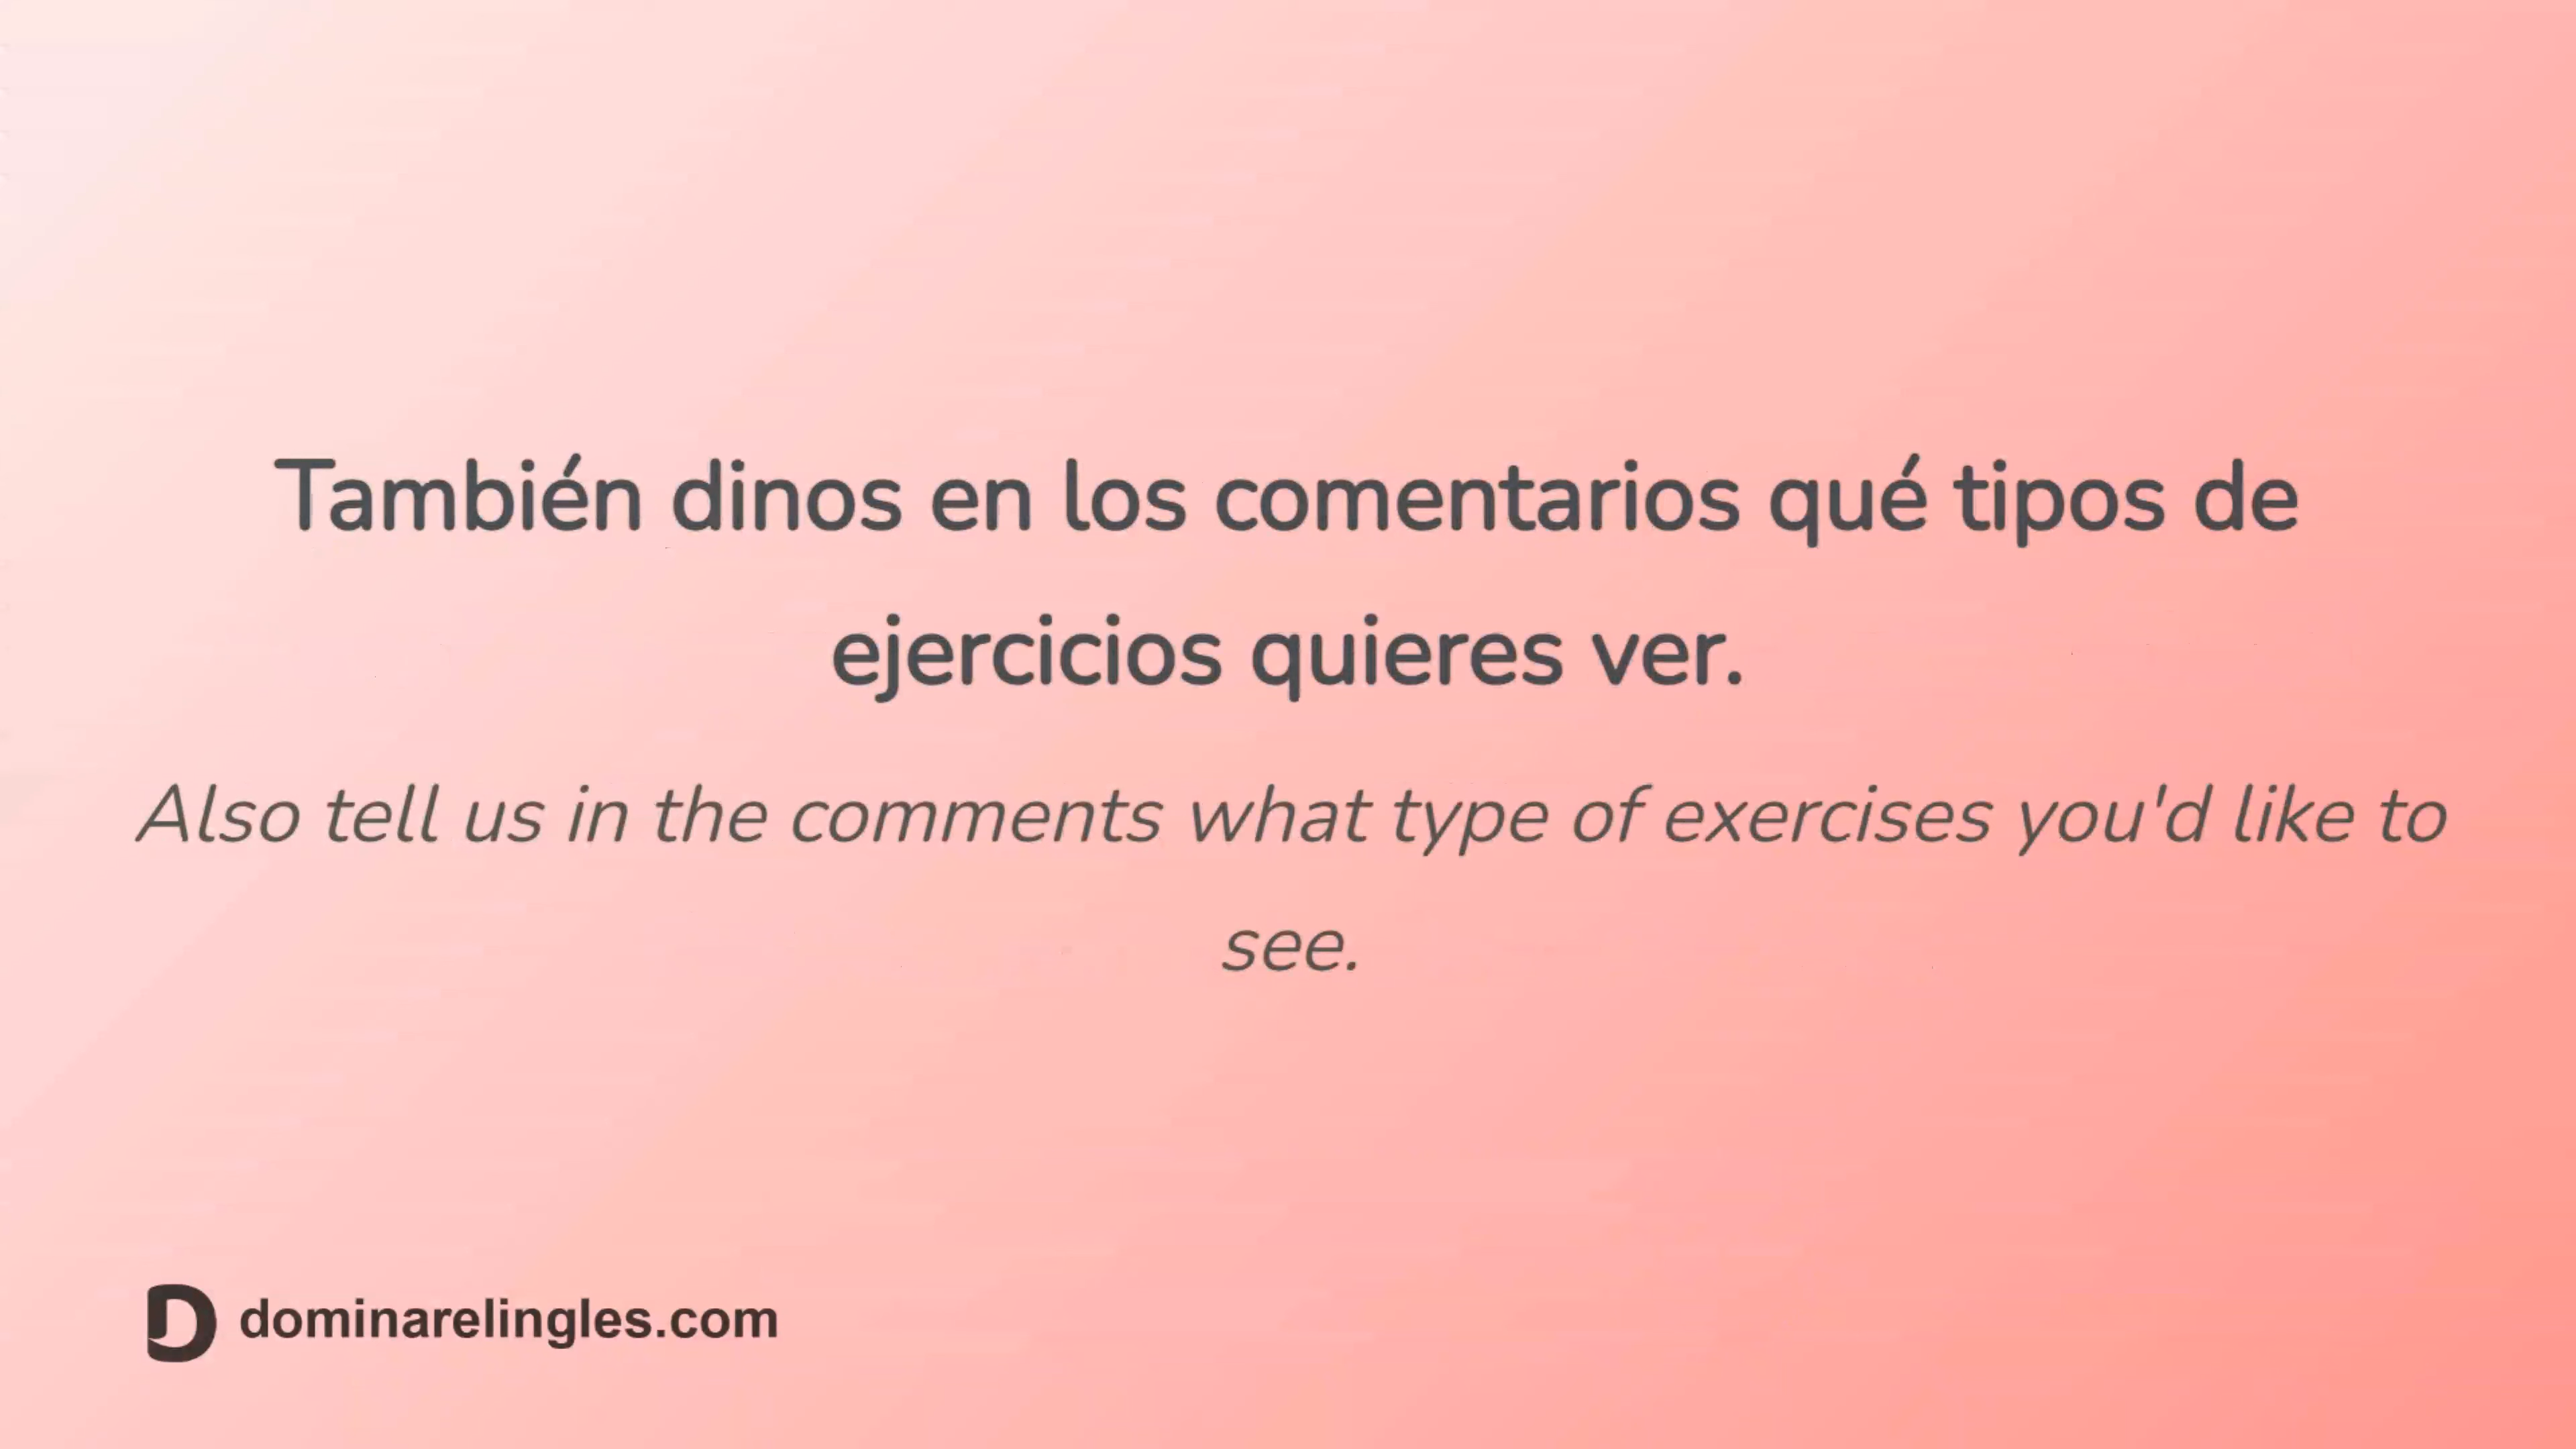 También dinos en los comentarios qué tipos de
ejercicios quieres ver.
Also tell us in the comments what type of exercises you'd like to
see.
D dominarelingles.com